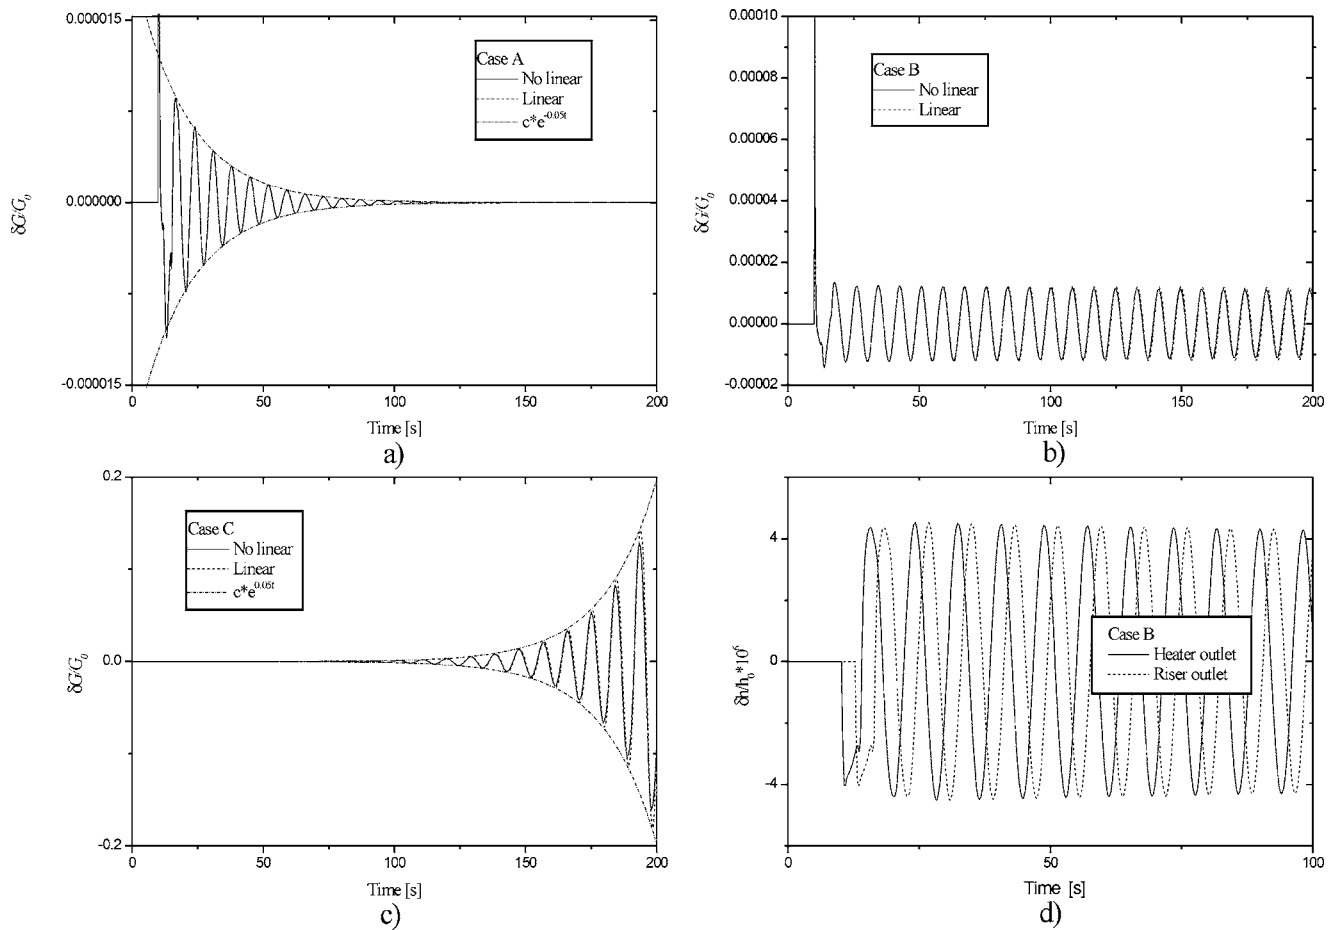 0.000015
0.000000
-0.000015
δG/G₀
Case A
No linear
Linear
c*e^-0.05t
0
50
100
150
200
Time [s]
a)
0.00010
0.00008
0.00006
0.00004
0.00002
0.00000
-0.00002
δG/G₀
Case B
No linear
Linear
0
50
100
150
200
Time [s]
b)
0.2
0.0
-0.2
δG/G₀
Case C
No linear
Linear
c*e^0.05t
0
50
100
150
200
Time [s]
c)
4
0
-4
δh/h₀*10⁶
Case B
Heater outlet
Riser outlet
0
50
100
Time [s]
d)